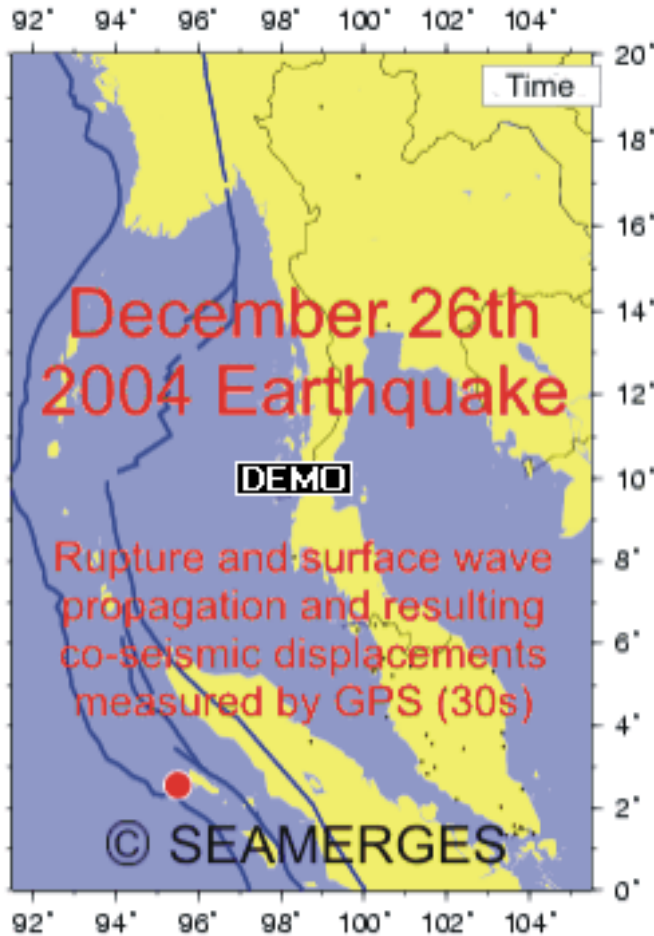 92° 94° 96° 98° 100° 102° 104°
20°
Time
18°
16°
14°
December 26th
2004 Earthquake
12°
DEMO
10°
8°
Rupture and surface wave
propagation and resulting
6°
co-seismic displacements
measured by GPS (30s)
4°
2°
© SEAMERGES
0°
92° 94° 96° 98° 100° 102° 104°